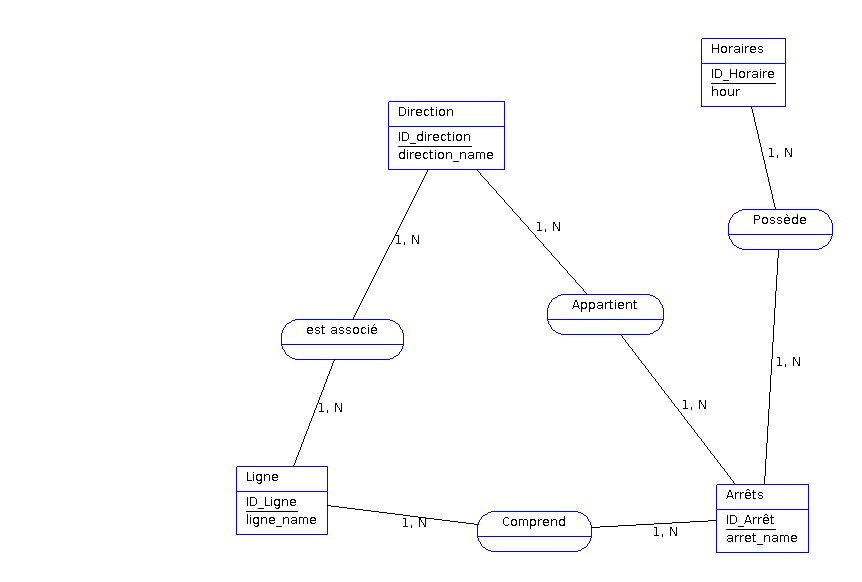 Horaires
ID_Horaire
hour
Direction
ID_direction
direction_name
1, N
Possède
1, N
1, N
Appartient
est associé
1, N
1, N
1, N
Ligne
ID_Ligne
ligne_name
Arrêts
ID_Arrêt
arret_name
1, N
Comprend
1, N